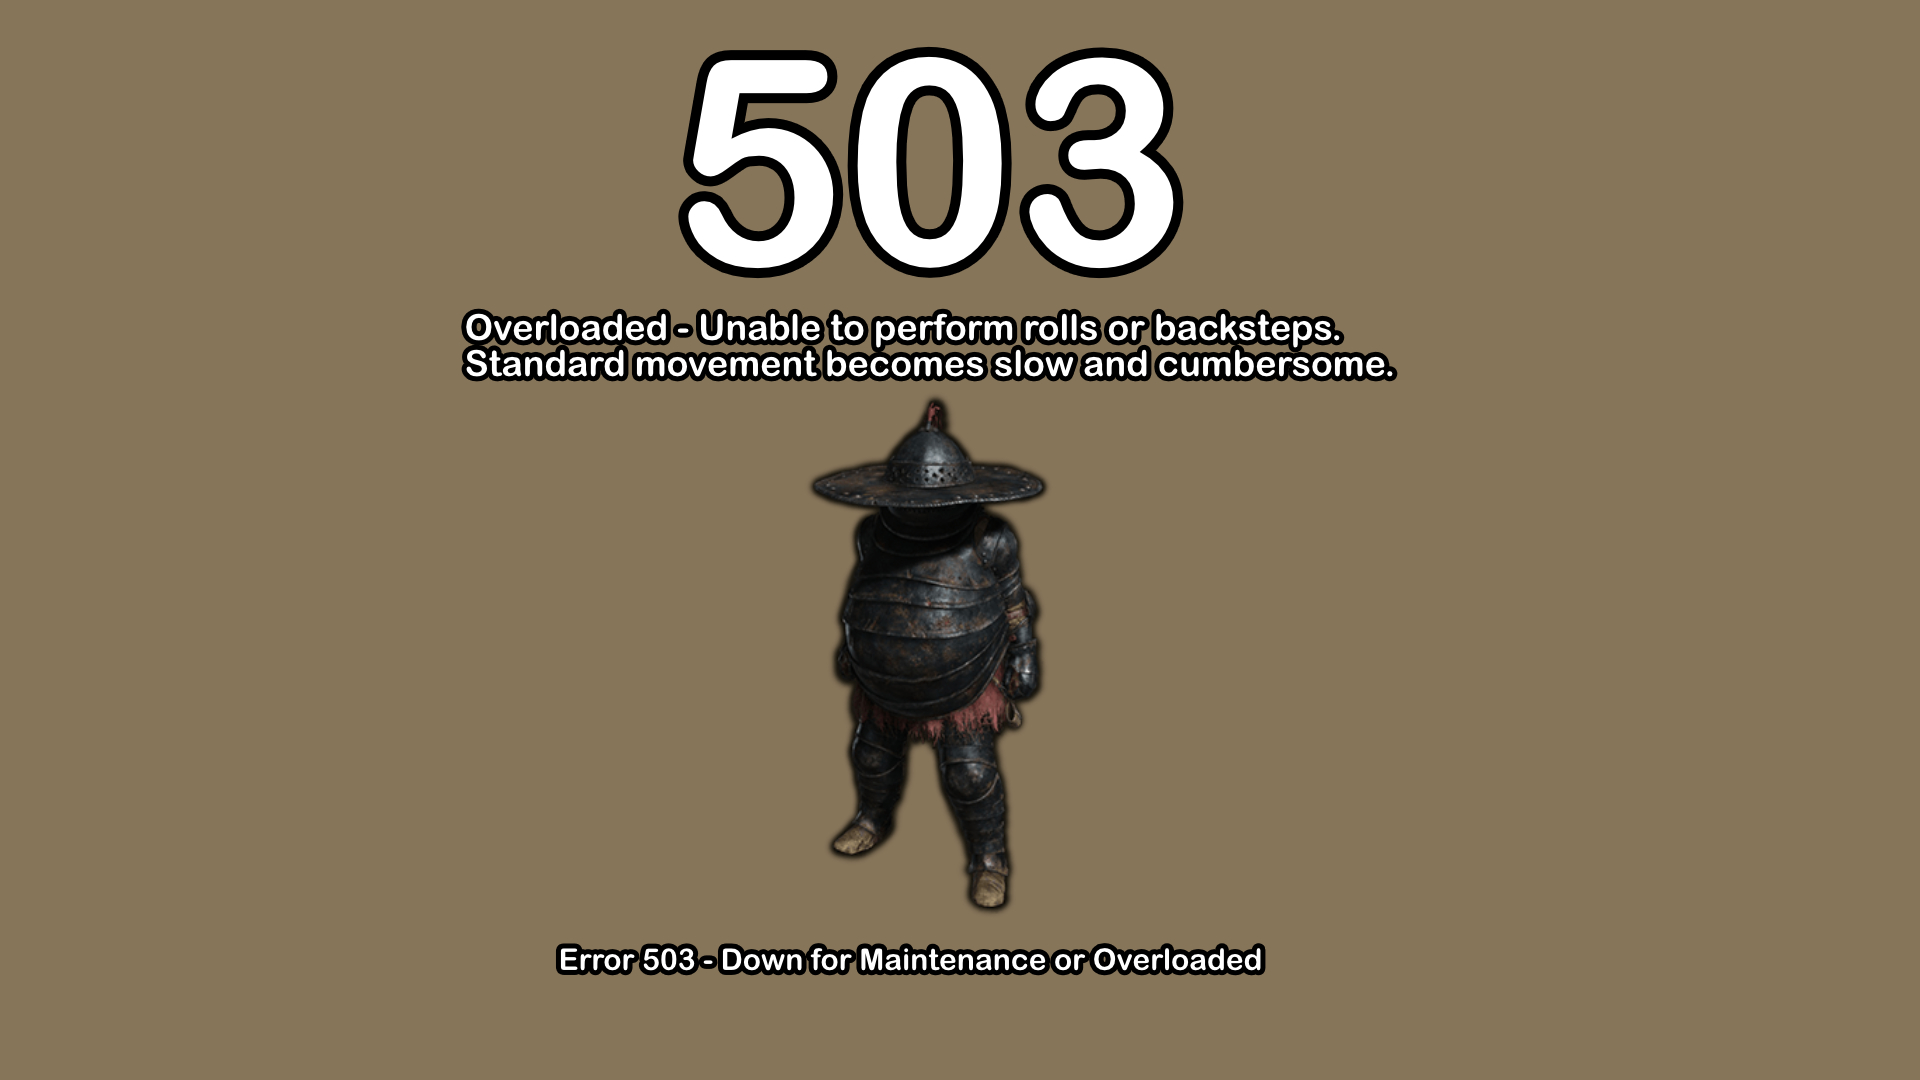 503
Overloaded - Unable to perform rolls or backsteps.
Standard movement becomes slow and cumbersome.
Error 503 - Down for Maintenance or Overloaded